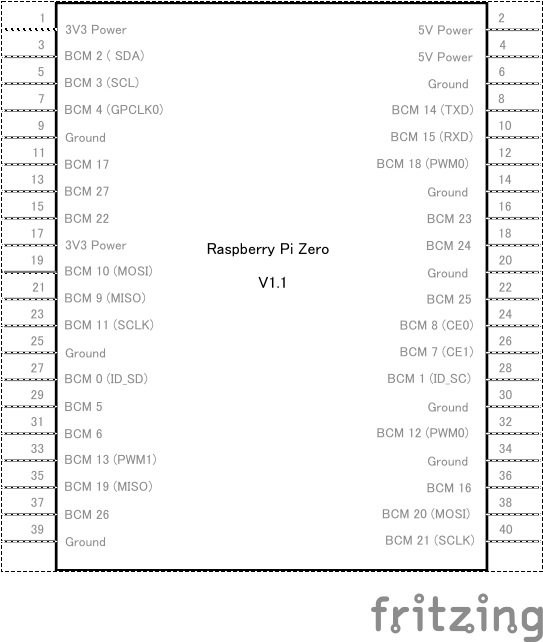 1 3V3 Power 5V Power 2
3 BCM 2 ( SDA) 5V Power 4
5 BCM 3 (SCL) Ground 6
7 BCM 4 (GPCLK0) BCM 14 (TXD) 8
9 Ground BCM 15 (RXD) 10
11 BCM 17 BCM 18 (PWM0) 12
13 BCM 27 Ground 14
15 BCM 22 BCM 23 16
17 3V3 Power BCM 24 18
Raspberry Pi Zero
19 BCM 10 (MOSI) Ground 20
V1.1
21 BCM 9 (MISO) BCM 25 22
23 BCM 11 (SCLK) BCM 8 (CE0) 24
25 Ground BCM 7 (CE1) 26
27 BCM 0 (ID_SD) BCM 1 (ID_SC) 28
29 BCM 5 Ground 30
31 BCM 6 BCM 12 (PWM0) 32
33 BCM 13 (PWM1) Ground 34
35 BCM 19 (MISO) BCM 16 36
37 BCM 26 BCM 20 (MOSI) 38
39 Ground BCM 21 (SCLK) 40
fritzing